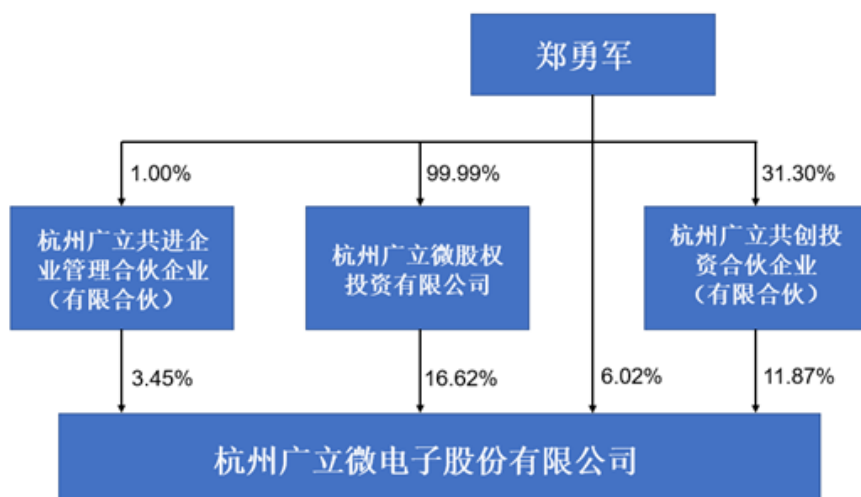 郑勇军
1.00%
99.99%
31.30%
杭州广立共进企
业管理合伙企业
（有限合伙）
杭州广立微股权
投资有限公司
杭州广立共创投
资合伙企业
（有限合伙）
3.45%
16.62%
6.02%
11.87%
杭州广立微电子股份有限公司